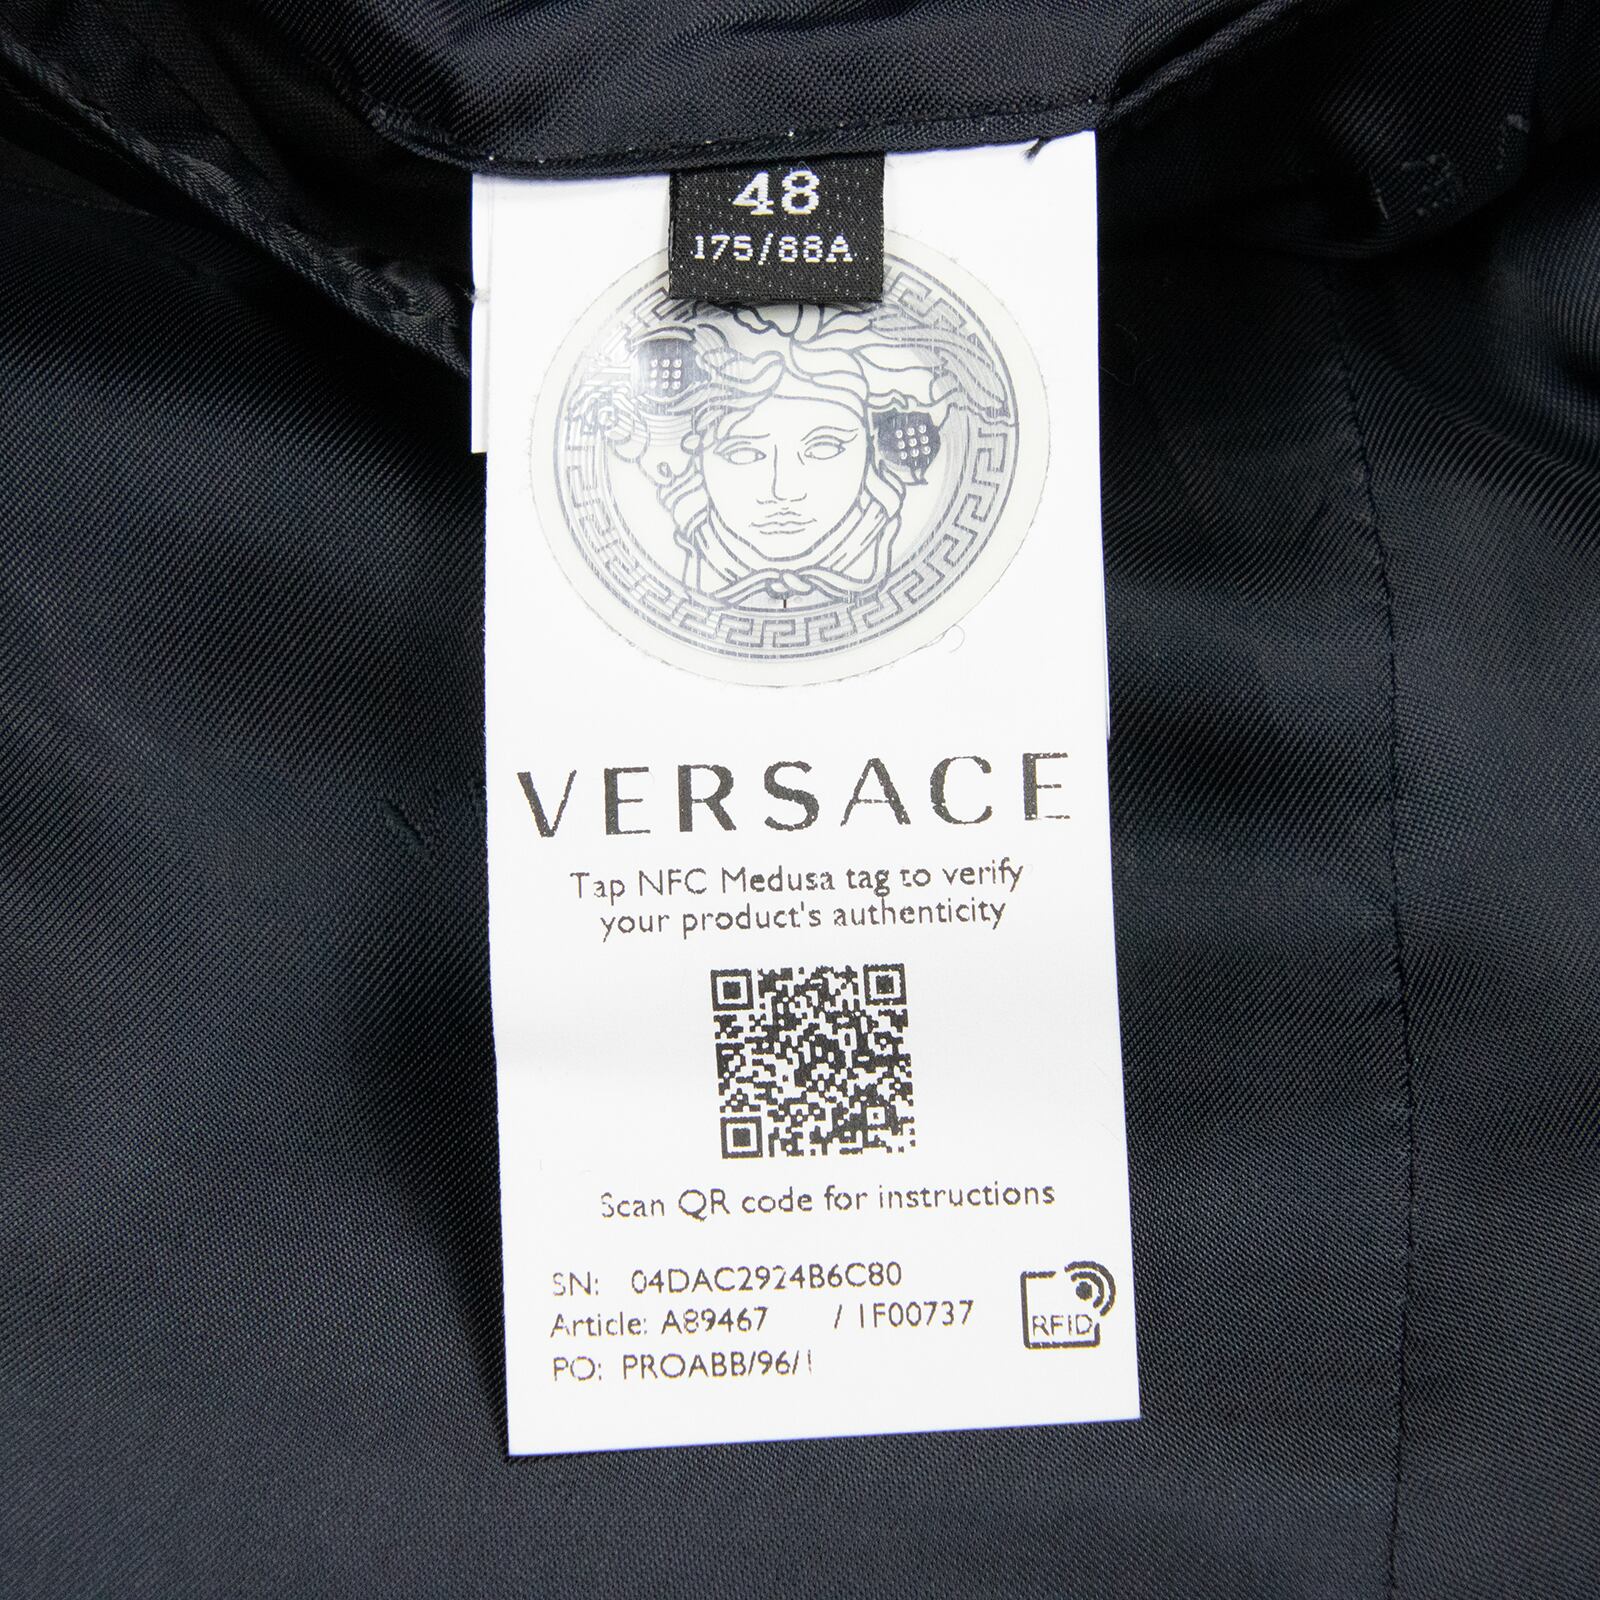 48
175/88A
VERSACE
Tap NFC Medusa tag to verify
your product's authenticity
Scan QR code for instructions
SN: 04DAC2924B6C80
Article: A89467 / 1F00737
RFID
PO: PROABB/96/1